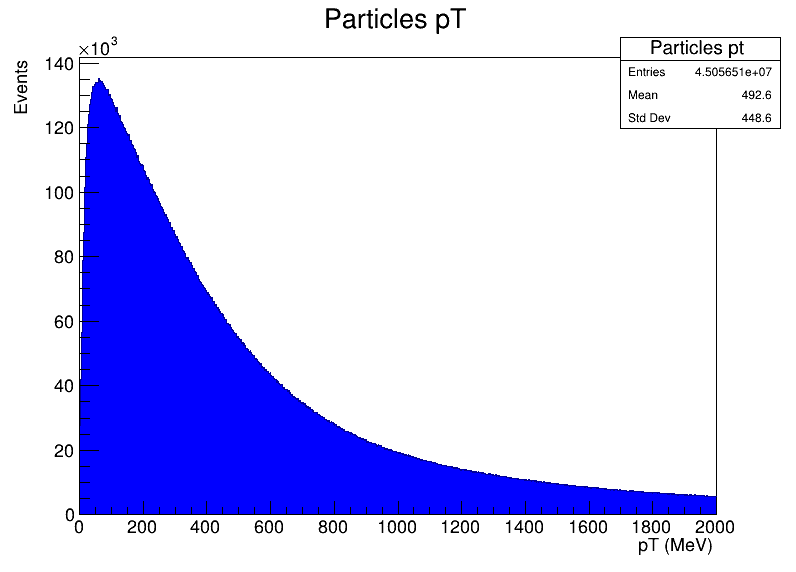 Particles pT
×10³
Particles pt
Entries 4.505651e+07
Mean 492.6
Std Dev 448.6
Events
140
120
100
80
60
40
20
0
0 200 400 600 800 1000 1200 1400 1600 1800 2000
pT (MeV)